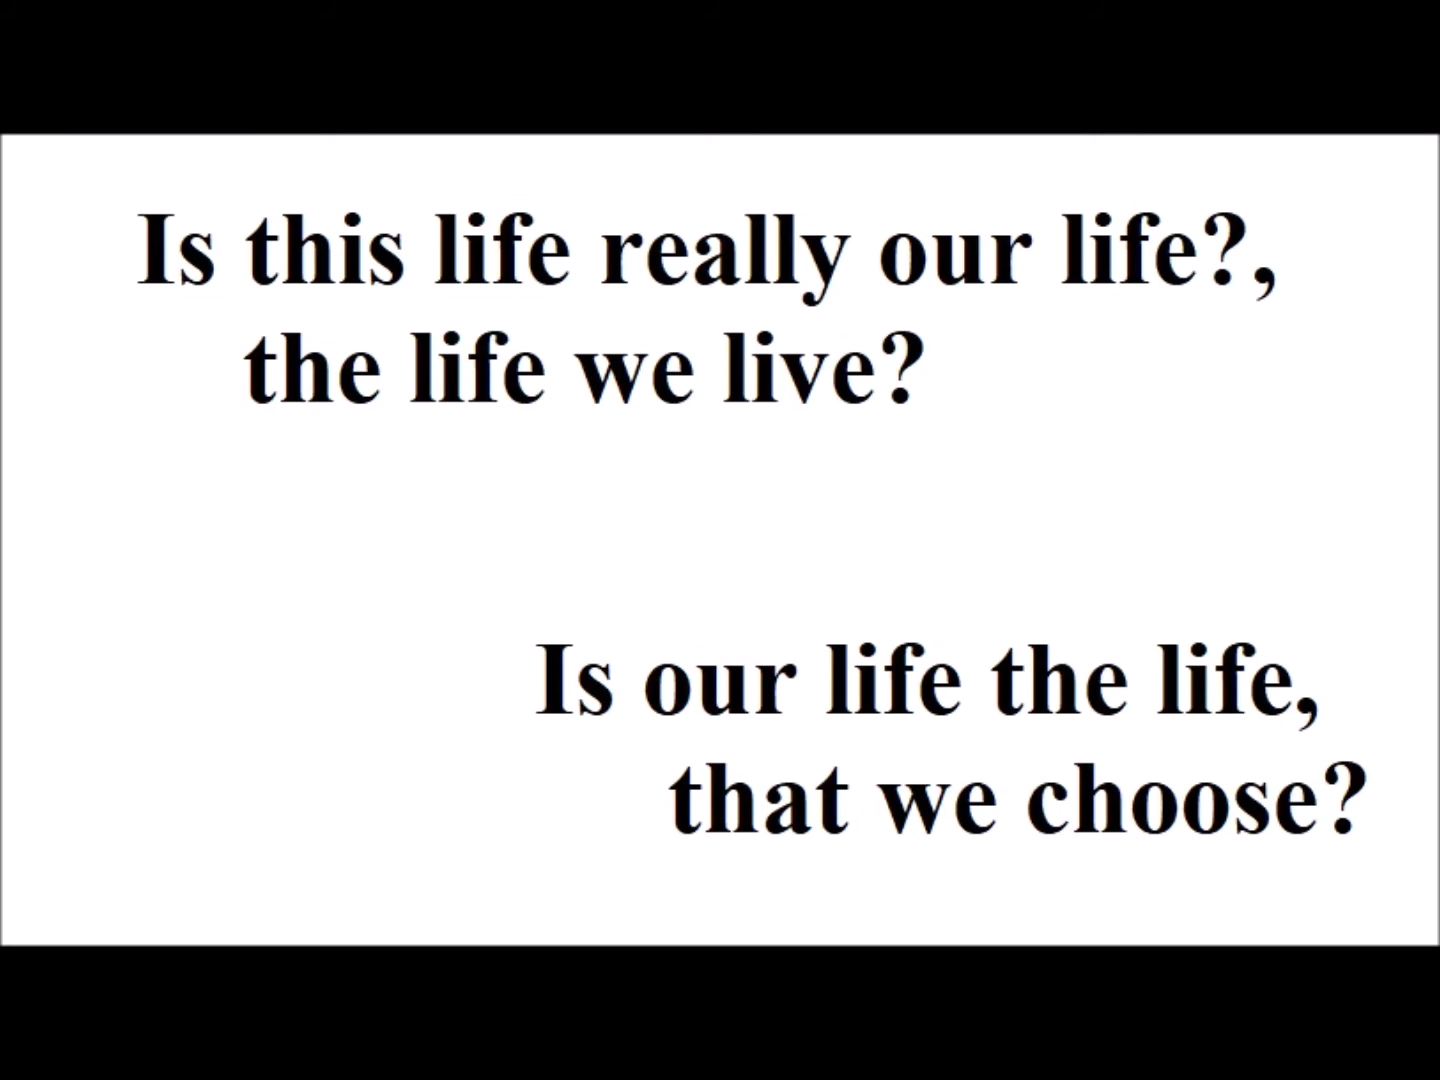 Is this life really our life?,
the life we live?
Is our life the life,
that we choose?